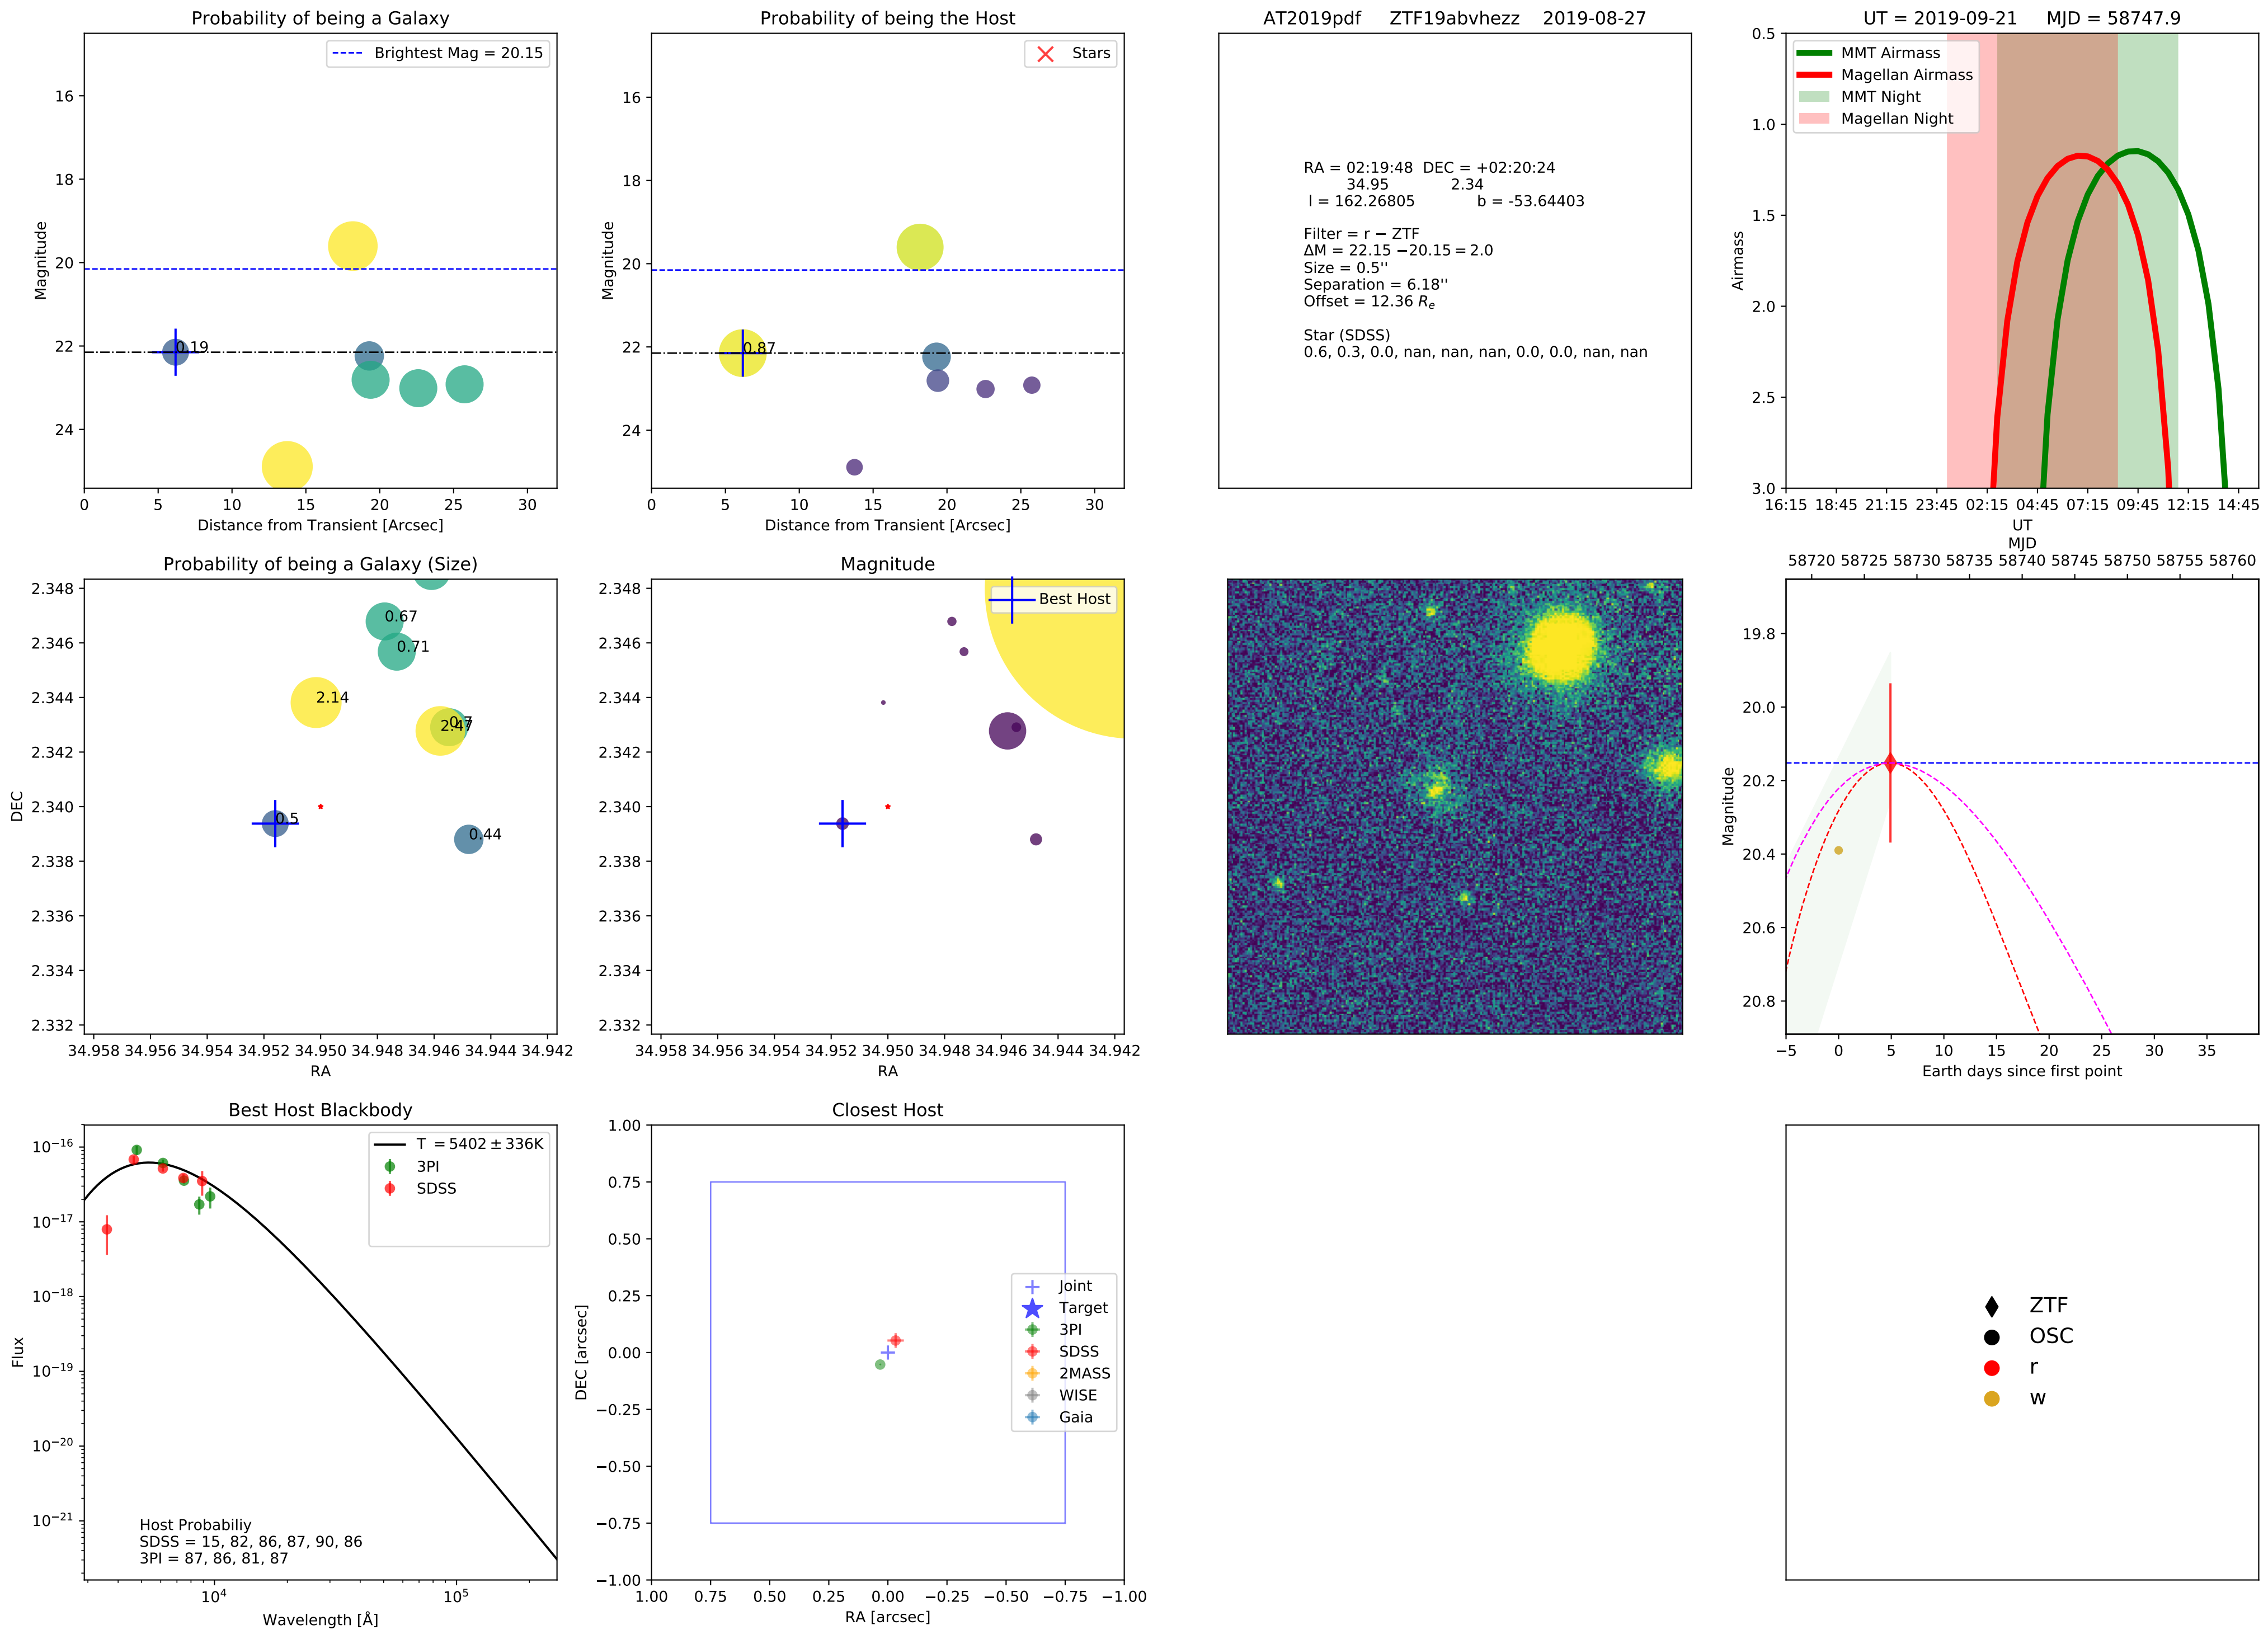 Probability of being a Galaxy
Brightest Mag = 20.15
0.19
16
18
20
22
24
Magnitude
0 5 10 15 20 25 30
Distance from Transient [Arcsec]
Probability of being the Host
Stars
0.87
16
18
20
22
24
Magnitude
0 5 10 15 20 25 30
Distance from Transient [Arcsec]
AT2019pdf ZTF19abvhezz 2019-08-27
RA = 02:19:48 DEC = +02:20:24
34.95 2.34
l = 162.26805 b = -53.64403
Filter = r − ZTF
ΔM = 22.15 −20.15 = 2.0
Size = 0.5''
Separation = 6.18''
Offset = 12.36 Re
Star (SDSS)
0.6, 0.3, 0.0, nan, nan, nan, 0.0, 0.0, nan, nan
UT = 2019-09-21 MJD = 58747.9
MMT Airmass
Magellan Airmass
MMT Night
Magellan Night
0.5
1.0
1.5
2.0
2.5
3.0
Airmass
16:15 18:45 21:15 23:45 02:15 04:45 07:15 09:45 12:15 14:45
UT
Probability of being a Galaxy (Size)
0.67
0.71
2.14
2.47
0.7
0.5
0.44
2.348
2.346
2.344
2.342
2.340
2.338
2.336
2.334
2.332
DEC
34.958 34.956 34.954 34.952 34.950 34.948 34.946 34.944 34.942
RA
Magnitude
Best Host
2.348
2.346
2.344
2.342
2.340
2.338
2.336
2.334
2.332
34.958 34.956 34.954 34.952 34.950 34.948 34.946 34.944 34.942
RA
MJD
58720 58725 58730 58735 58740 58745 58750 58755 58760
19.8
20.0
20.2
20.4
20.6
20.8
Magnitude
−5 0 5 10 15 20 25 30 35
Earth days since first point
Best Host Blackbody
T = 5402 ± 336K
3PI
SDSS
10−16
10−17
10−18
10−19
10−20
10−21
Flux
Host Probabiliy
SDSS = 15, 82, 86, 87, 90, 86
3PI = 87, 86, 81, 87
104 105
Wavelength [Å]
Closest Host
Joint
Target
3PI
SDSS
2MASS
WISE
Gaia
1.00
0.75
0.50
0.25
0.00
−0.25
−0.50
−0.75
−1.00
DEC [arcsec]
1.00 0.75 0.50 0.25 0.00 −0.25 −0.50 −0.75 −1.00
RA [arcsec]
ZTF
OSC
r
w